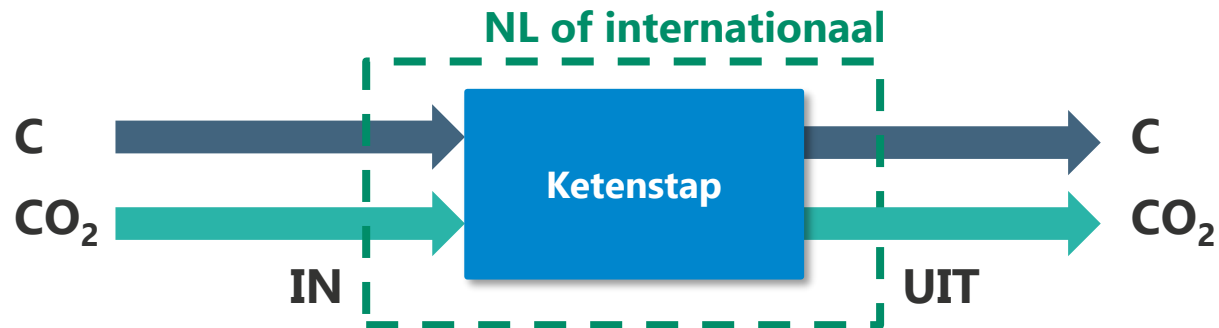 NL of internationaal
C
C
Ketenstap
CO₂
CO₂
IN
UIT